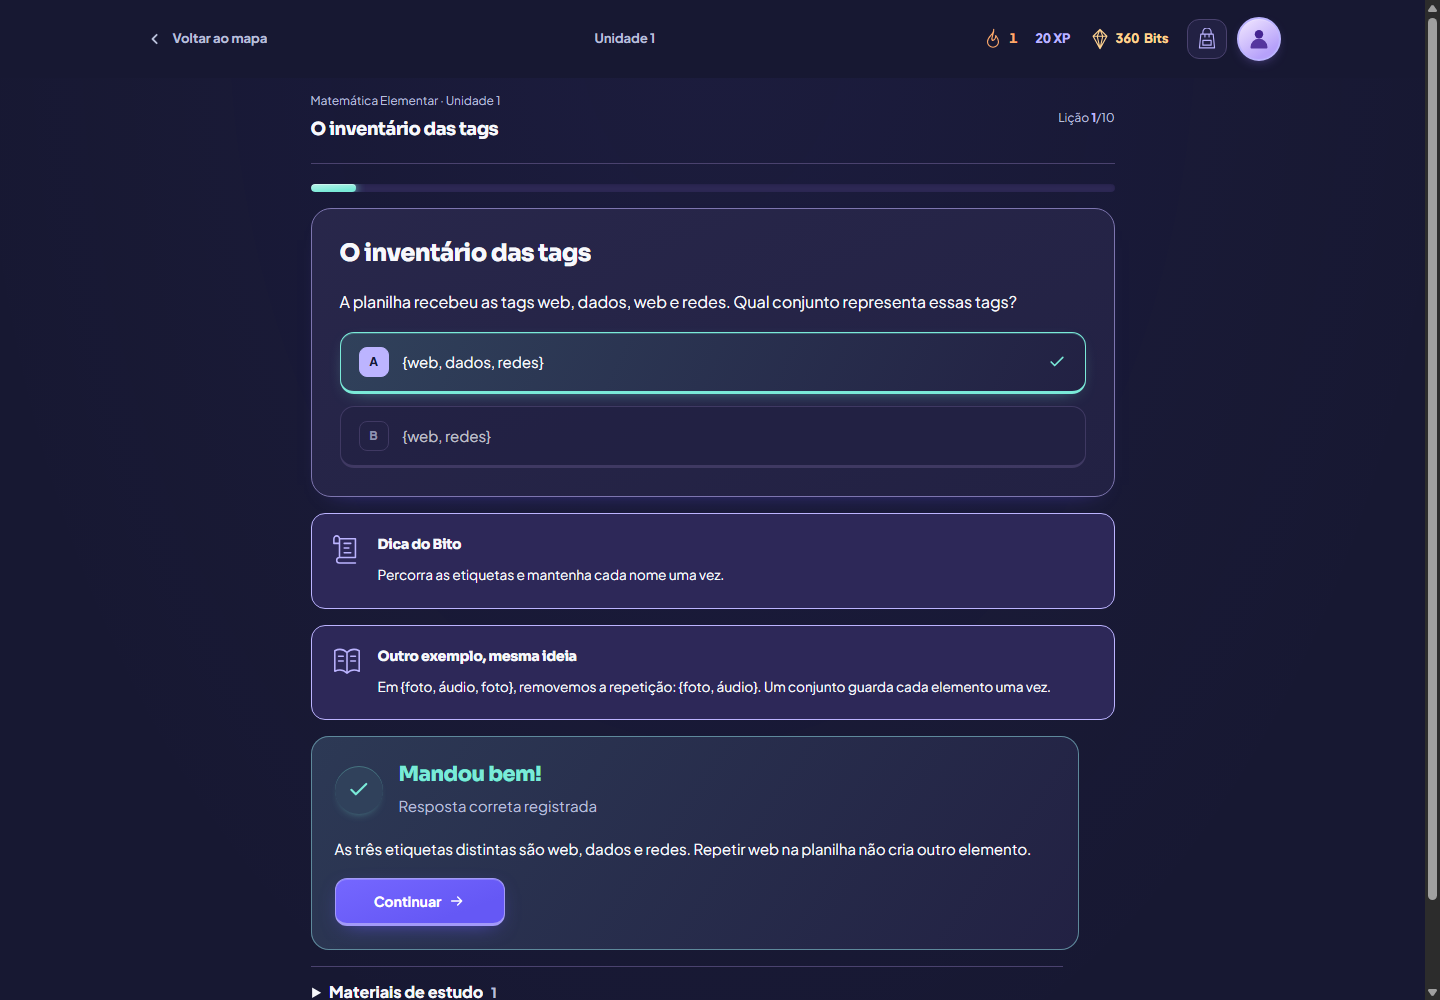 Voltar ao mapa
Unidade 1
1
20 XP
360 Bits
Matemática Elementar · Unidade 1
O inventário das tags
Lição 1/10
O inventário das tags
A planilha recebeu as tags web, dados, web e redes. Qual conjunto representa essas tags?
A
{web, dados, redes}
B
{web, redes}
Dica do Bito
Percorra as etiquetas e mantenha cada nome uma vez.
Outro exemplo, mesma ideia
Em {foto, áudio, foto}, removemos a repetição: {foto, áudio}. Um conjunto guarda cada elemento uma vez.
Mandou bem!
Resposta correta registrada
As três etiquetas distintas são web, dados e redes. Repetir web na planilha não cria outro elemento.
Continuar
Materiais de estudo 1